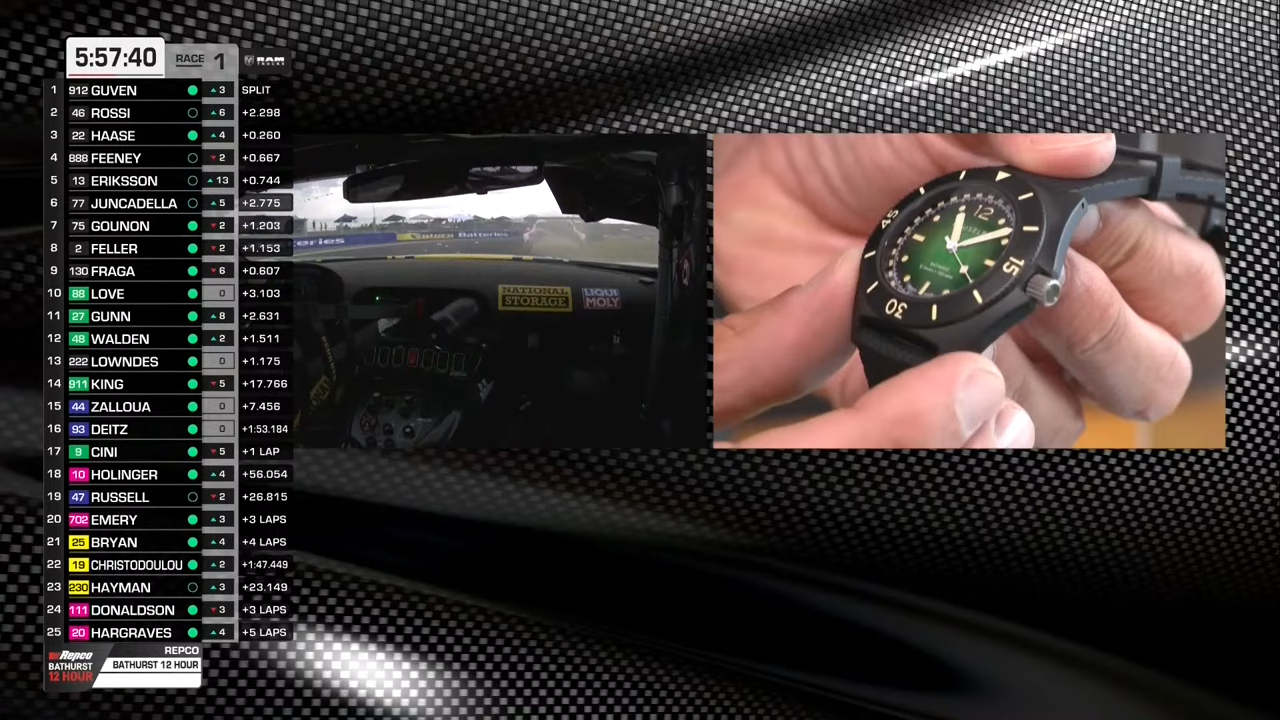 5:57:40 RACE 1 RAM TRUCKS
1 912 GUVEN 3 SPLIT
2 46 ROSSI 6 +2.298
3 22 HAASE 4 +0.260
4 888 FEENEY 2 +0.667
5 13 ERIKSSON 13 +0.744
6 77 JUNCADELLA 5 +2.775
7 75 GOUNON 2 +1.203
8 2 FELLER 2 +1.153
9 130 FRAGA 6 +0.607
10 88 LOVE 0 +3.103
11 27 GUNN 8 +2.631
12 48 WALDEN 2 +1.511
13 222 LOWNDES 0 +1.175
14 911 KING 5 +17.766
15 44 ZALLOUA 0 +7.456
16 93 DEITZ 0 +1:53.184
17 9 CINI 5 +1 LAP
18 10 HOLINGER 4 +56.054
19 47 RUSSELL 2 +26.815
20 702 EMERY 3 +3 LAPS
21 25 BRYAN 4 +4 LAPS
22 19 CHRISTODOULOU 2 +1:47.449
23 230 HAYMAN 3 +23.149
24 111 DONALDSON 3 +3 LAPS
25 20 HARGRAVES 4 +5 LAPS
Repco
BATHURST
12 HOUR
REPCO
BATHURST 12 HOUR
Batteries
NATIONAL
STORAGE
LIQUI
MOLY
12
45
15
30